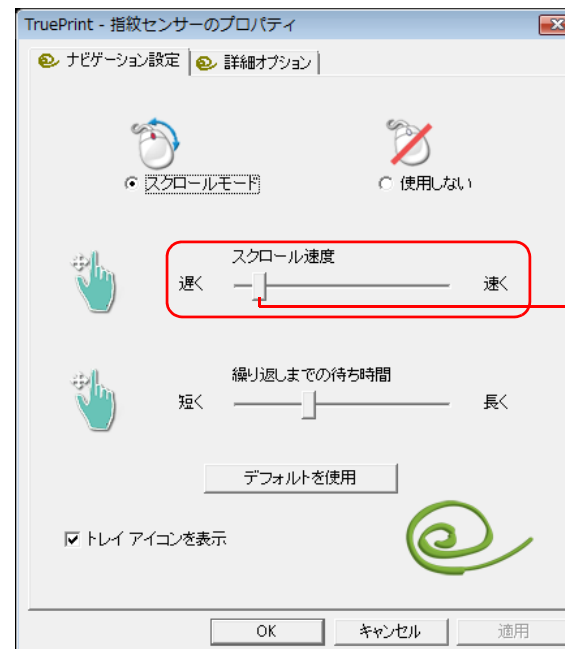 TruePrint - 指紋センサーのプロパティ
ナビゲーション設定 詳細オプション
スクロールモード 使用しない
スクロール速度
遅く 速く
繰り返しまでの待ち時間
短く 長く
デフォルトを使用
トレイ アイコンを表示
OK キャンセル 適用